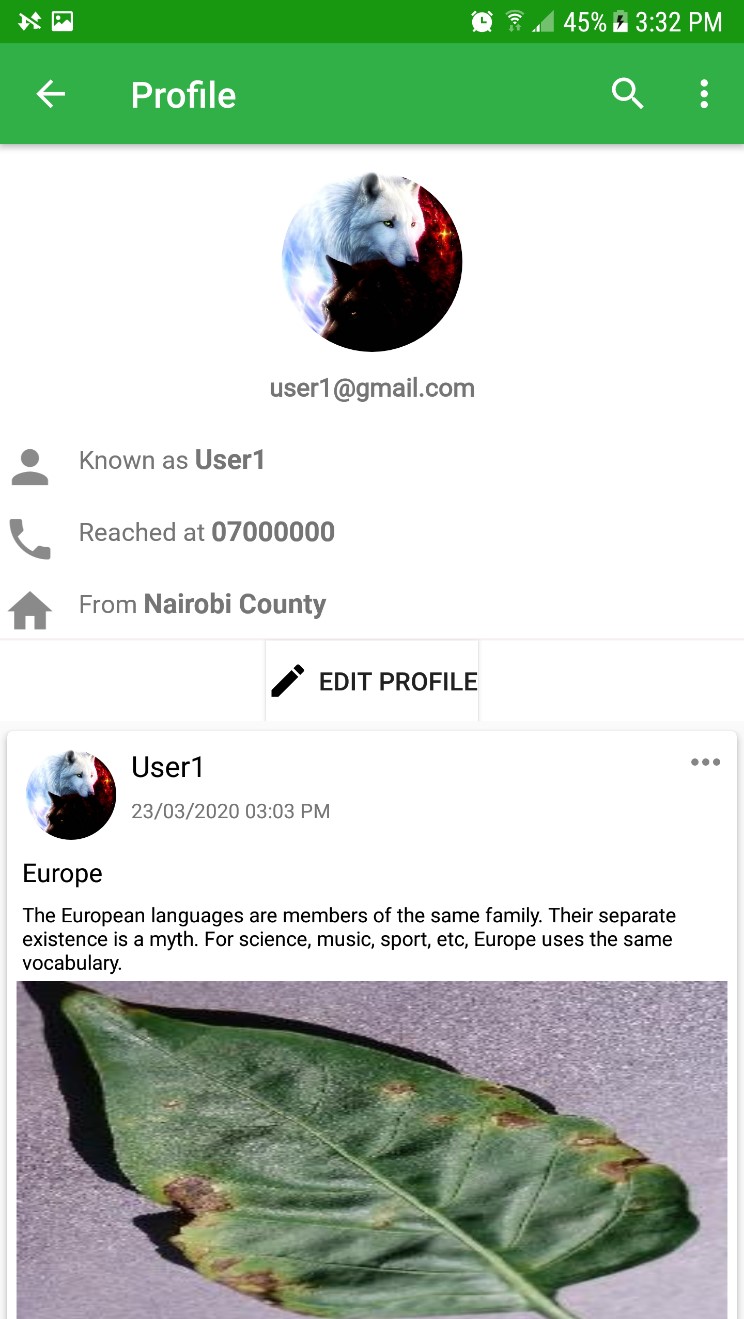 45% 3:32 PM
Profile
user1@gmail.com
Known as User1
Reached at 07000000
From Nairobi County
EDIT PROFILE
User1
23/03/2020 03:03 PM
Europe
The European languages are members of the same family. Their separate
existence is a myth. For science, music, sport, etc, Europe uses the same
vocabulary.